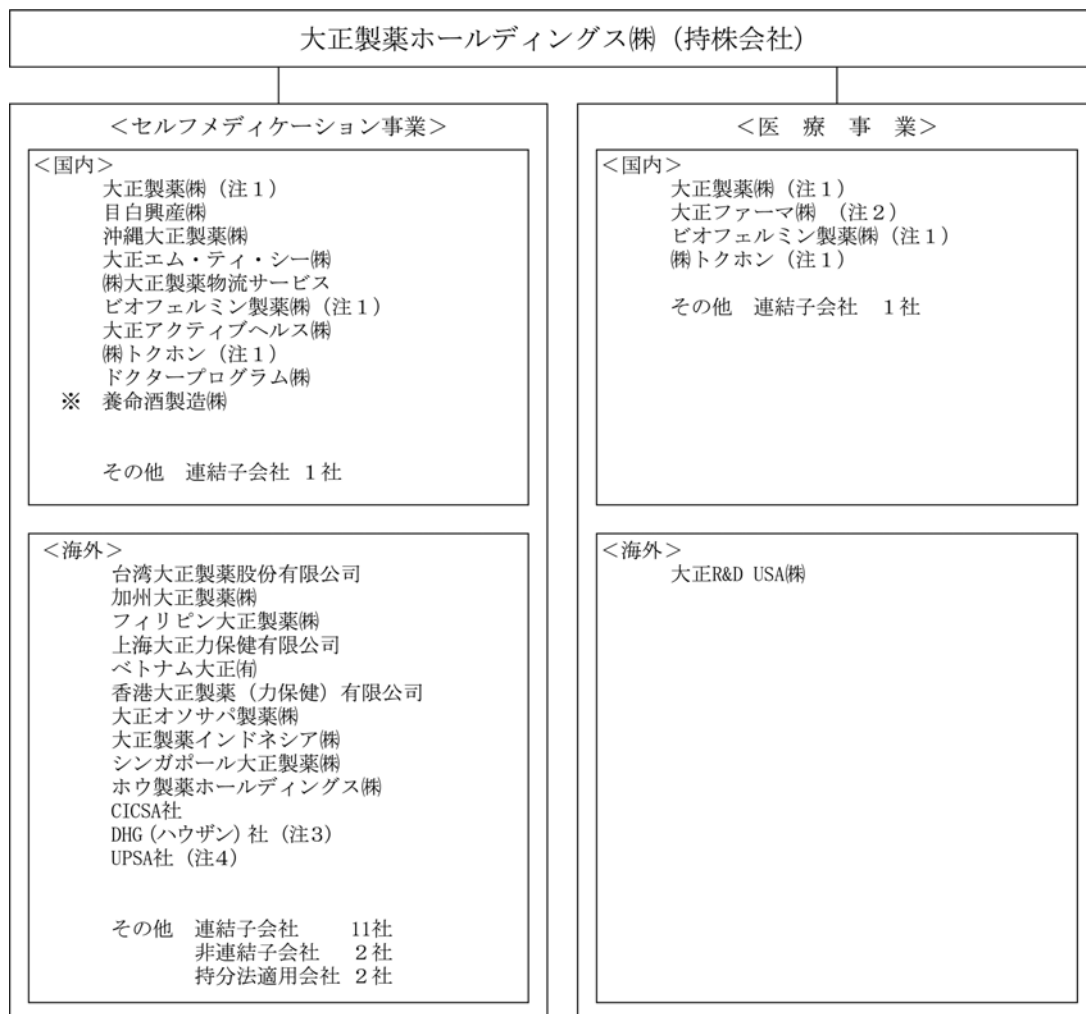 大正製薬ホールディングス㈱（持株会社）
＜セルフメディケーション事業＞
＜国内＞
大正製薬㈱（注１）
目白興産㈱
沖縄大正製薬㈱
大正エム・ティ・シー㈱
㈱大正製薬物流サービス
ビオフェルミン製薬㈱（注１）
大正アクティブヘルス㈱
㈱トクホン（注１）
ドクタープログラム㈱
※　養命酒製造㈱
その他　連結子会社　１社
＜海外＞
台湾大正製薬股份有限公司
加州大正製薬㈱
フィリピン大正製薬㈱
上海大正力保健有限公司
ベトナム大正㈲
香港大正製薬（力保健）有限公司
大正オソサパ製薬㈱
大正製薬インドネシア㈱
シンガポール大正製薬㈱
ホウ製薬ホールディングス㈱
CICSA社
DHG（ハウザン）社（注３）
UPSA社（注４）
その他　連結子会社　11社
非連結子会社　２社
持分法適用会社　２社
＜医　療　事　業＞
＜国内＞
大正製薬㈱（注１）
大正ファーマ㈱　（注２）
ビオフェルミン製薬㈱（注１）
㈱トクホン（注１）
その他　連結子会社　１社
＜海外＞
大正R&D USA㈱